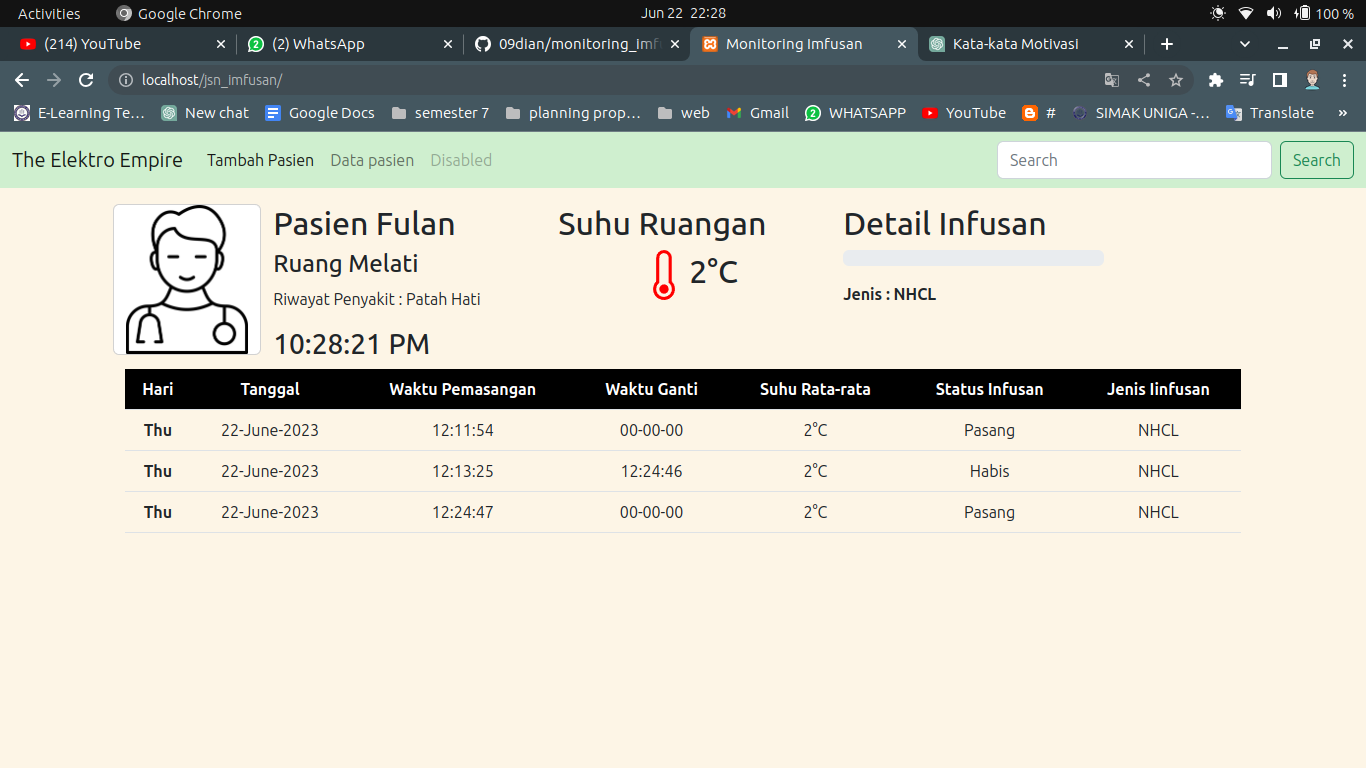 Activities Google Chrome Jun 22 22:28 100 %
(214) YouTube (2) WhatsApp 09dian/monitoring_imf Monitoring Imfusan Kata-kata Motivasi
localhost/jsn_imfusan/
E-Learning Te... New chat Google Docs semester 7 planning prop... web Gmail WHATSAPP YouTube # SIMAK UNIGA -... Translate »
The Elektro Empire Tambah Pasien Data pasien Disabled Search Search
Pasien Fulan Suhu Ruangan Detail Infusan
Ruang Melati 2°C
Riwayat Penyakit : Patah Hati Jenis : NHCL
10:28:21 PM
Hari Tanggal Waktu Pemasangan Waktu Ganti Suhu Rata-rata Status Infusan Jenis Iinfusan
Thu 22-June-2023 12:11:54 00-00-00 2°C Pasang NHCL
Thu 22-June-2023 12:13:25 12:24:46 2°C Habis NHCL
Thu 22-June-2023 12:24:47 00-00-00 2°C Pasang NHCL